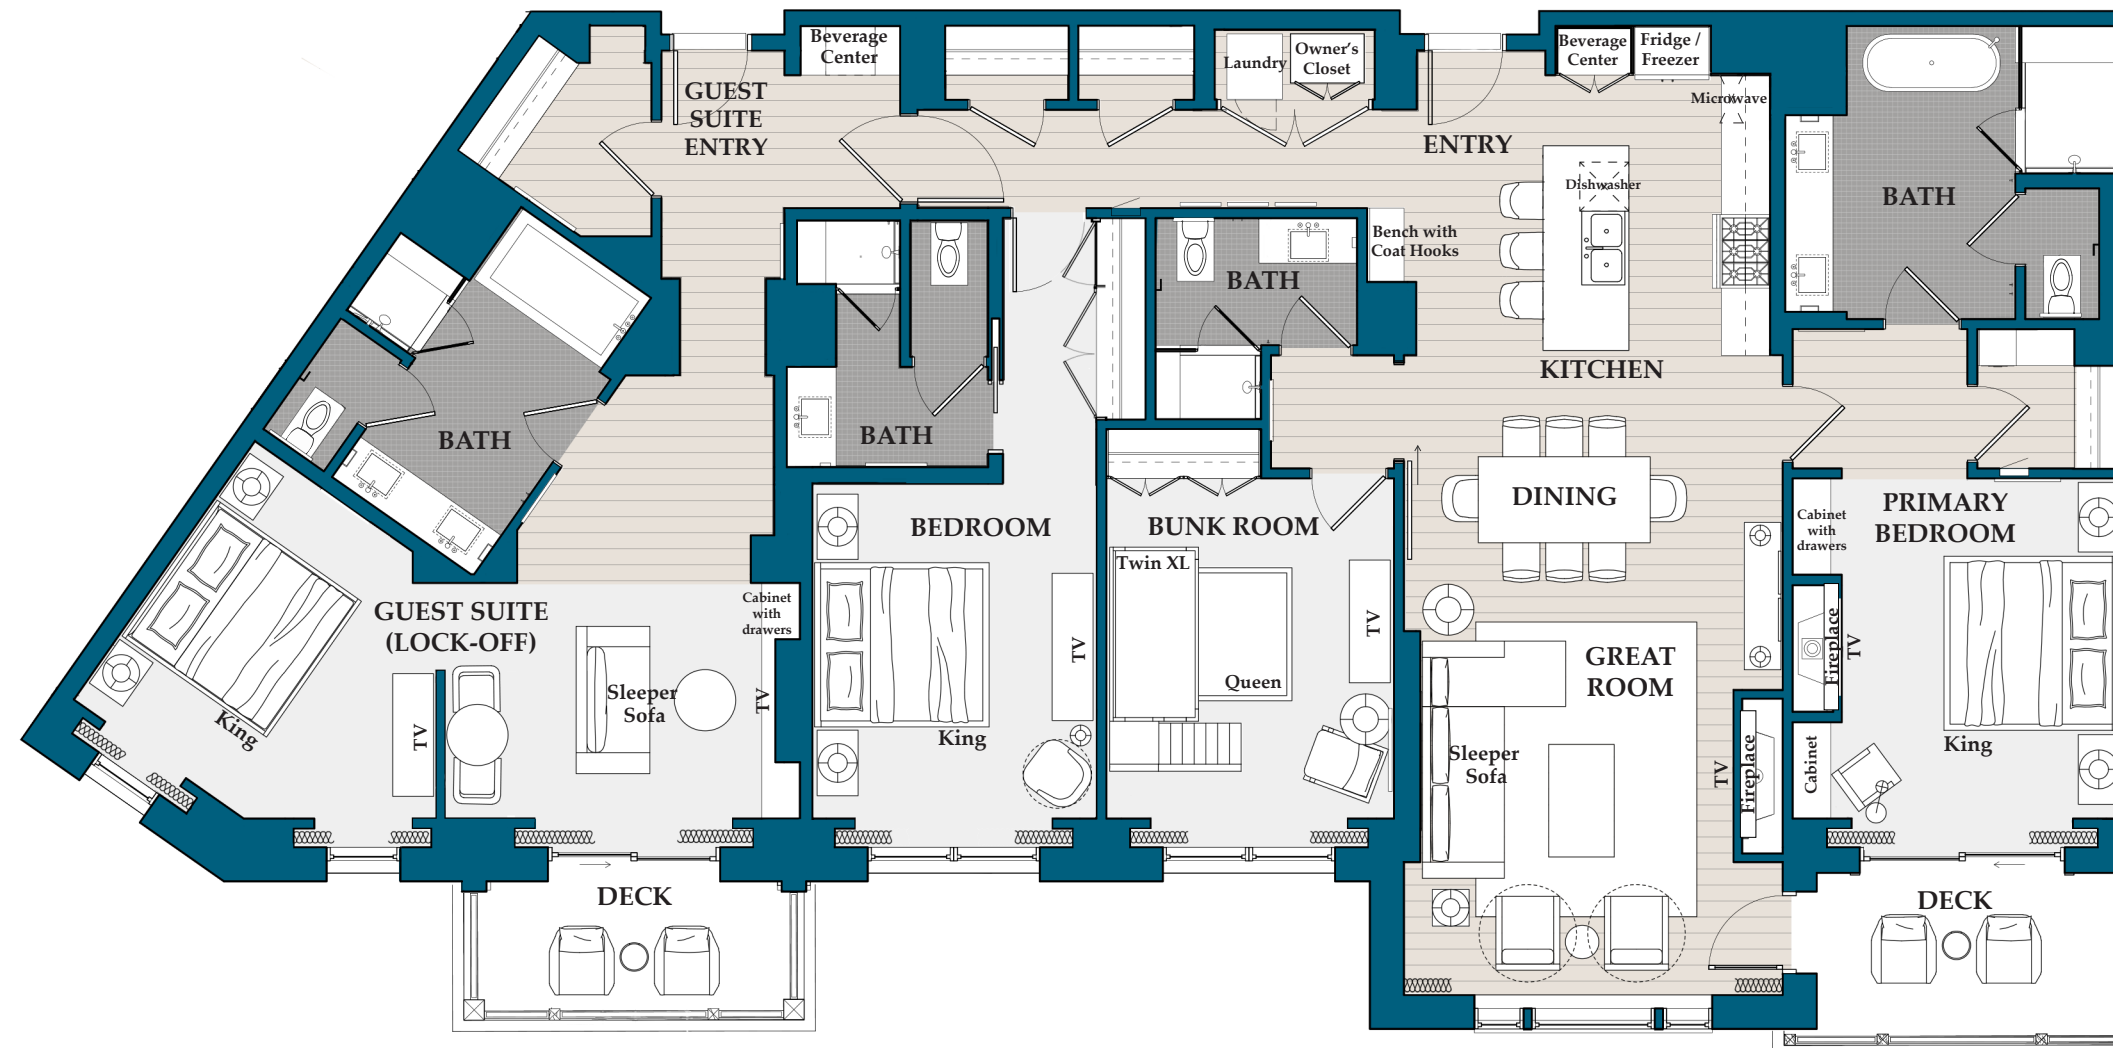 Beverage
Center
GUEST
SUITE
ENTRY
Laundry
Owner's
Closet
ENTRY
Beverage
Center
Fridge /
Freezer
Microwave
Dishwasher
BATH
Bench with
Coat Hooks
BATH
KITCHEN
BATH
BATH
DINING
BEDROOM
BUNK ROOM
PRIMARY
BEDROOM
Cabinet
with
drawers
Twin XL
GUEST SUITE
(LOCK-OFF)
Cabinet
with
drawers
TV
TV
Fireplace
TV
GREAT
ROOM
Queen
Sleeper
Sofa
TV
King
TV
King
King
Sleeper
Sofa
TV
Fireplace
Cabinet
DECK
DECK